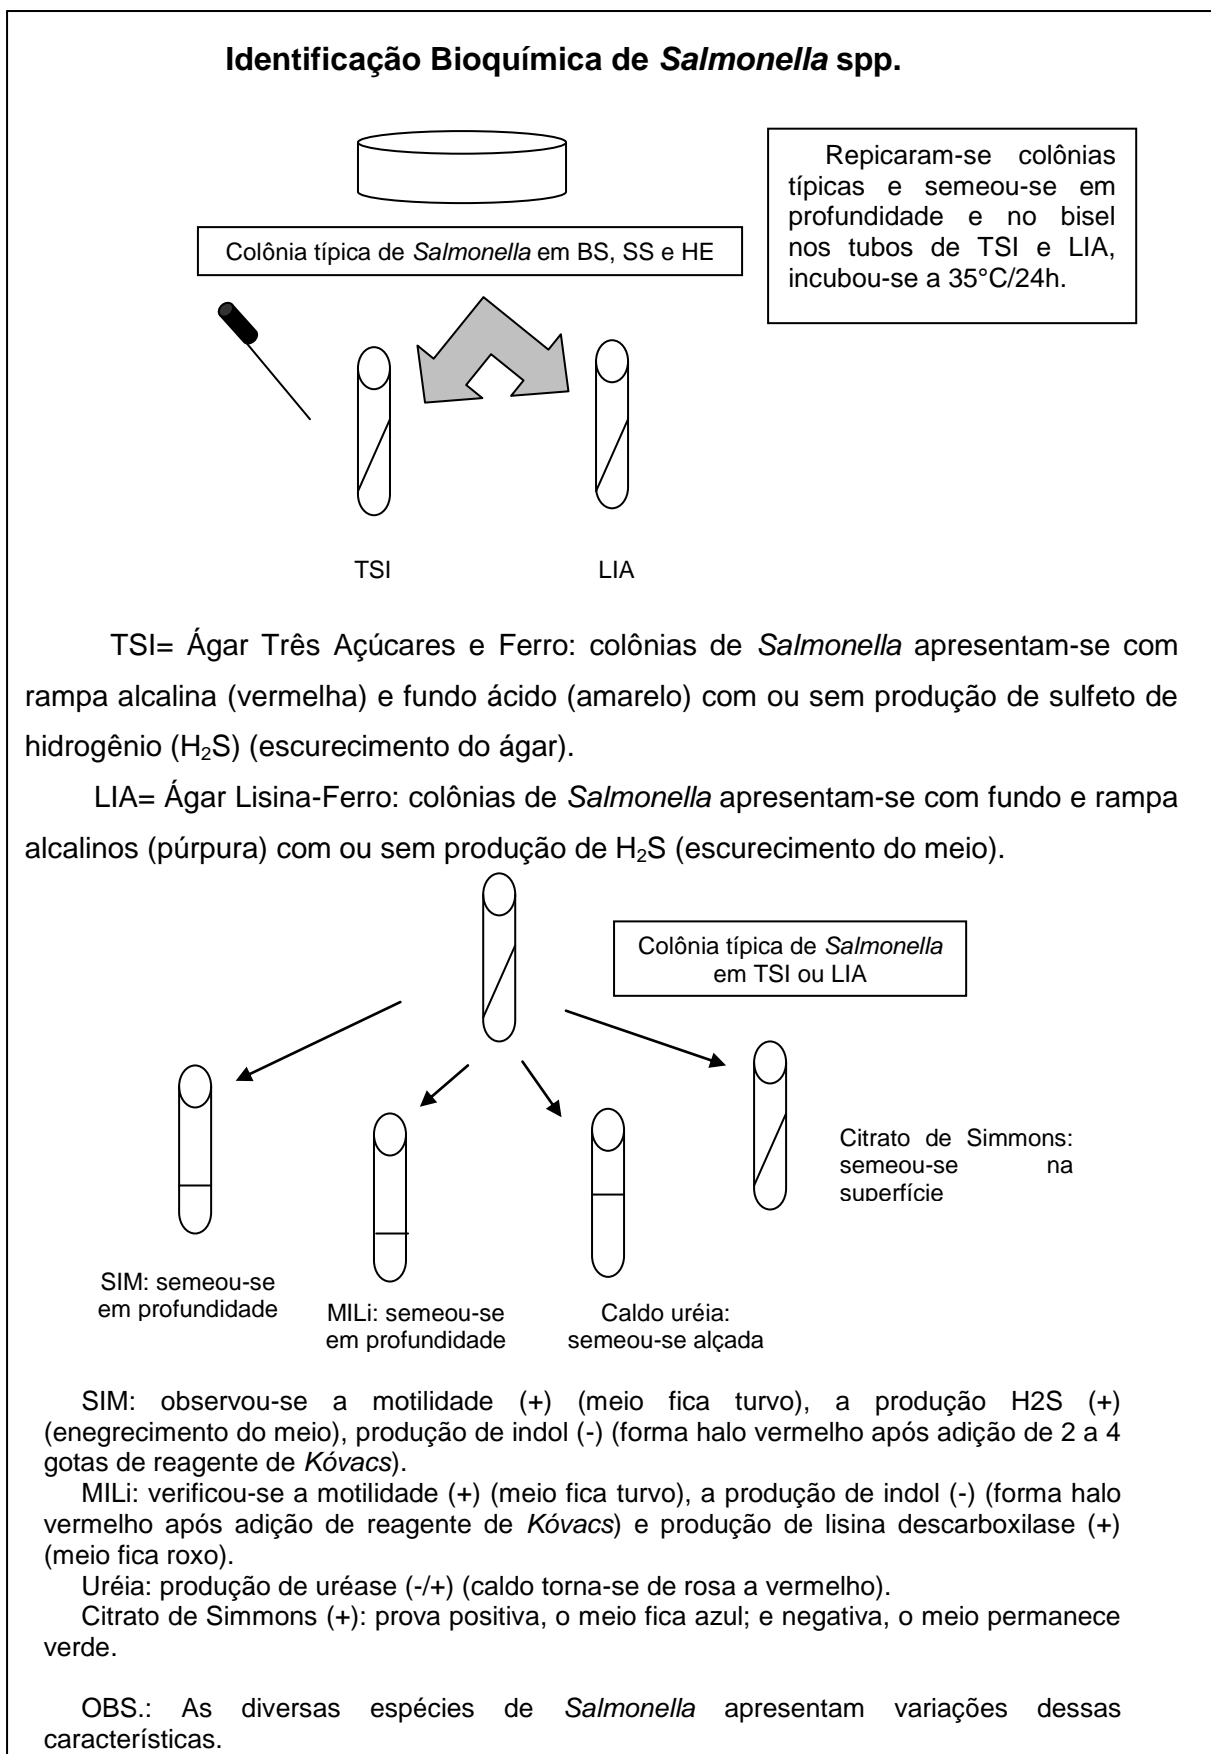 Identificação Bioquímica de Salmonella spp.
Repicaram-se colônias
típicas e semeou-se em
profundidade e no bisel
nos tubos de TSI e LIA,
incubou-se a 35°C/24h.
Colônia típica de Salmonella em BS, SS e HE
TSI
LIA
TSI= Ágar Três Açúcares e Ferro: colônias de Salmonella apresentam-se com
rampa alcalina (vermelha) e fundo ácido (amarelo) com ou sem produção de sulfeto de
hidrogênio (H₂S) (escurecimento do ágar).
LIA= Ágar Lisina-Ferro: colônias de Salmonella apresentam-se com fundo e rampa
alcalinos (púrpura) com ou sem produção de H₂S (escurecimento do meio).
Colônia típica de Salmonella
em TSI ou LIA
Citrato de Simmons:
semeou-se na
superfície
SIM: semeou-se
em profundidade
MILi: semeou-se
em profundidade
Caldo uréia:
semeou-se alçada
SIM: observou-se a motilidade (+) (meio fica turvo), a produção H2S (+)
(enegrecimento do meio), produção de indol (-) (forma halo vermelho após adição de 2 a 4
gotas de reagente de Kóvacs).
MILi: verificou-se a motilidade (+) (meio fica turvo), a produção de indol (-) (forma halo
vermelho após adição de reagente de Kóvacs) e produção de lisina descarboxilase (+)
(meio fica roxo).
Uréia: produção de uréase (-/+) (caldo torna-se de rosa a vermelho).
Citrato de Simmons (+): prova positiva, o meio fica azul; e negativa, o meio permanece
verde.
OBS.: As diversas espécies de Salmonella apresentam variações dessas
características.